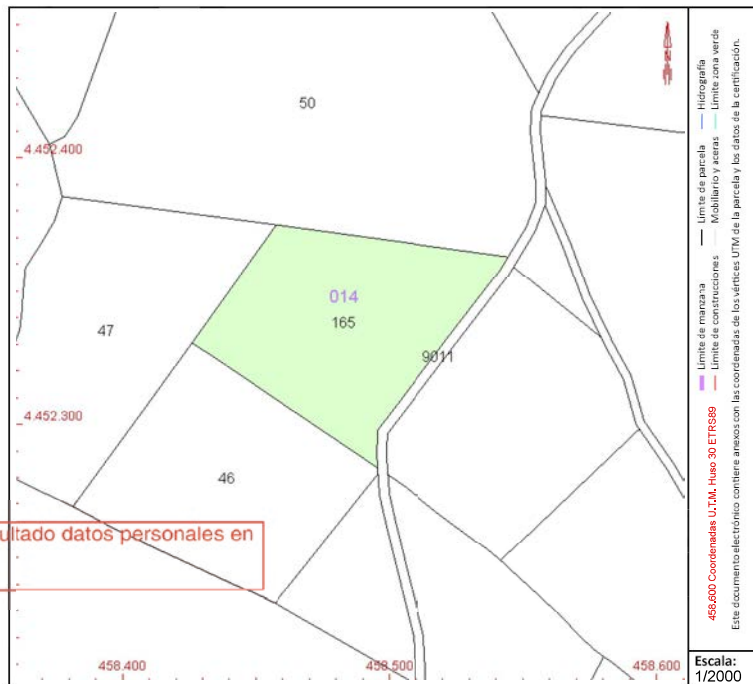 N
50
4.452.400
014
165
47
9011
4.452.300
46
ultado datos personales en
458.400
458.500
458.600
458.600 Coordenadas U.T.M. Huso 30 ETRS89
Límite de manzana
Límite de parcela
Hidrografía
Límite de construcciones
Mobiliario y aceras
Límite zona verde
Este documento electrónico contiene anexos con las coordenadas de los vértices UTM de la parcela y los datos de la certificación.
Escala:
1/2000